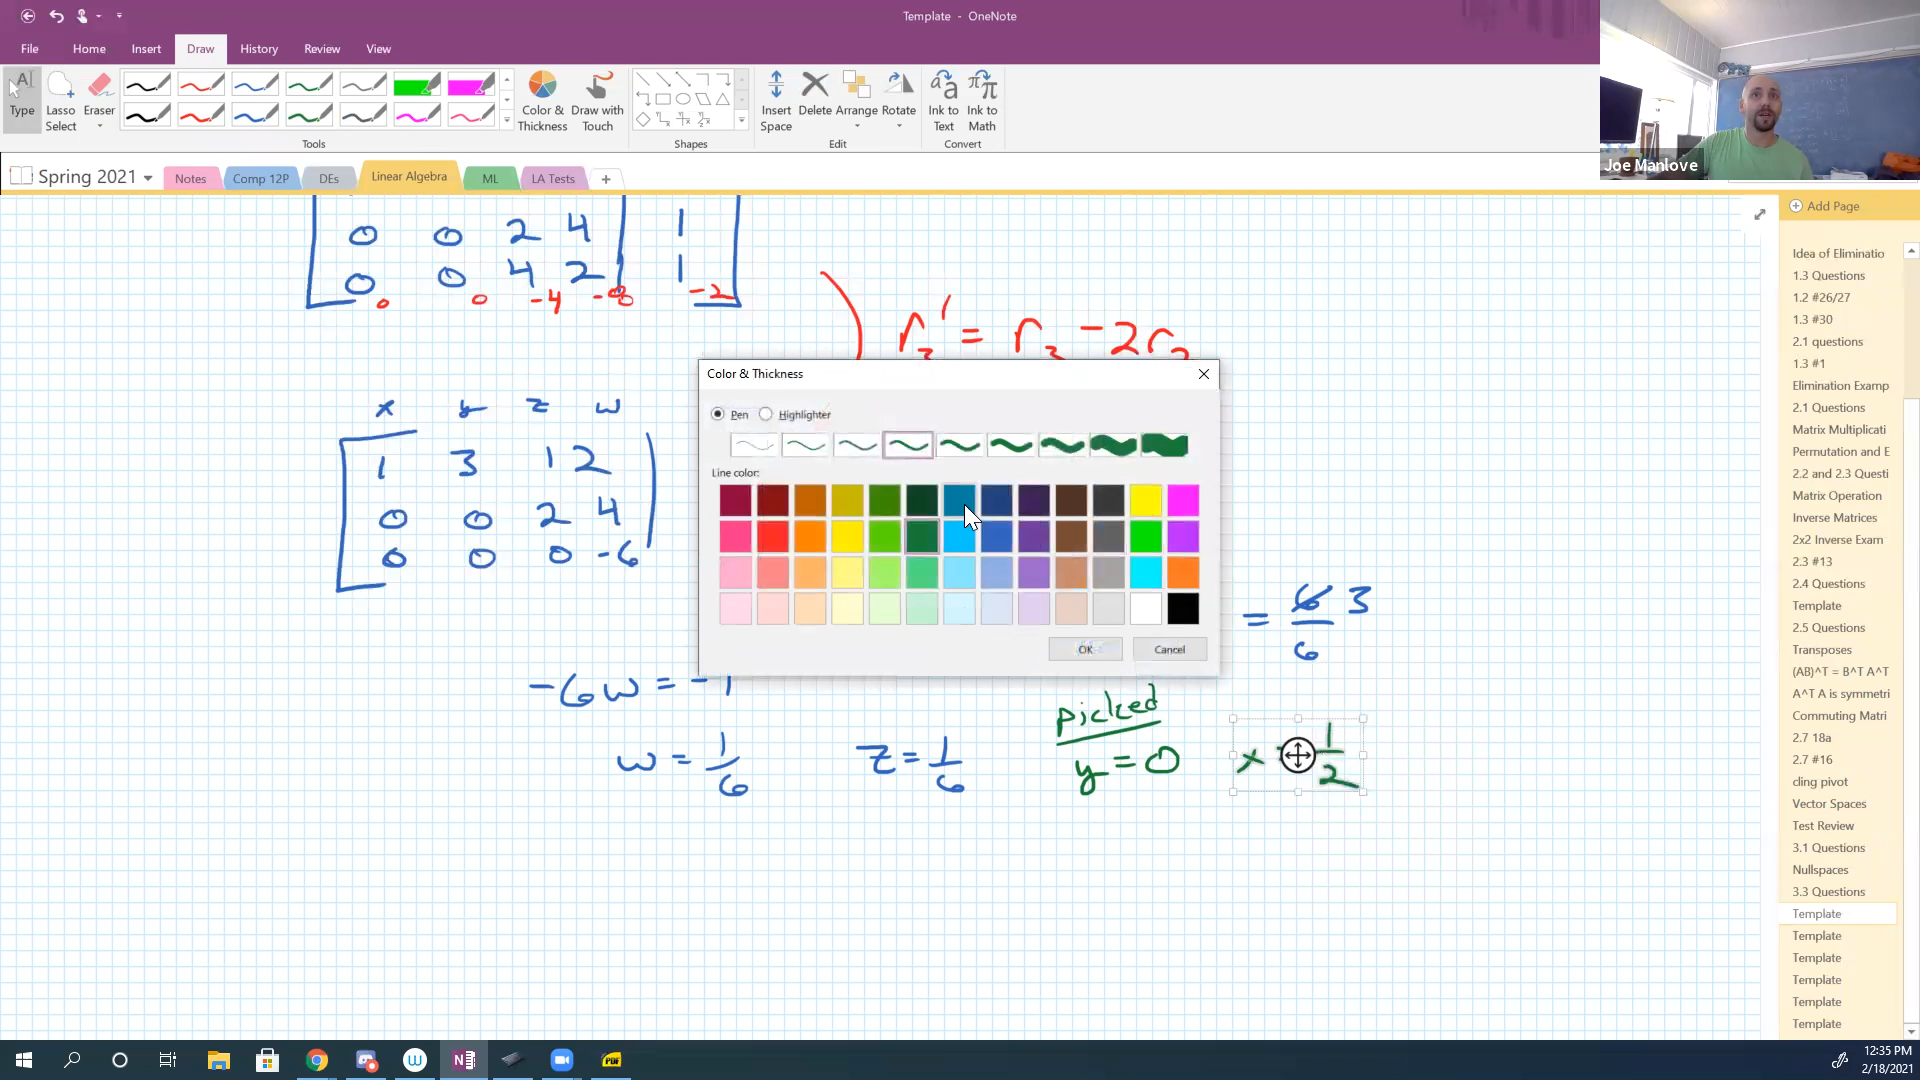 Template - OneNote
File Home Insert Draw History Review View
Type
Lasso Select
Eraser
Color & Thickness
Draw with Touch
Insert Space
Delete
Arrange
Rotate
Ink to Text
Ink to Math
Tools
Shapes
Edit
Convert
Joe Manlove
Spring 2021
Notes
Comp 12P
DEs
Linear Algebra
ML
LA Tests
Add Page
0 0 2 4 1
0 0 4 2 1
0 0 -4 -8 -2
r3' = r3 - 2r2
x y z w
1 3 1 2
0 0 2 4
0 0 0 -6
Color & Thickness
Pen
Highlighter
Line color:
OK
Cancel
= 6/6 3
-6w = -1
w = 1/6
z = 1/6
picked
y = 0
x = 1/2
Idea of Eliminatio
1.3 Questions
1.2 #26/27
1.3 #30
2.1 questions
1.3 #1
Elimination Examp
2.1 Questions
Matrix Multiplicati
Permutation and E
2.2 and 2.3 Questi
Matrix Operation
Inverse Matrices
2x2 Inverse Exam
2.3 #13
2.4 Questions
Template
2.5 Questions
Transposes
(AB)^T = B^T A^T
A^T A is symmetri
Commuting Matri
2.7 18a
2.7 #16
cling pivot
Vector Spaces
Test Review
3.1 Questions
Nullspaces
3.3 Questions
Template
Template
Template
Template
Template
Template
12:35 PM
2/18/2021